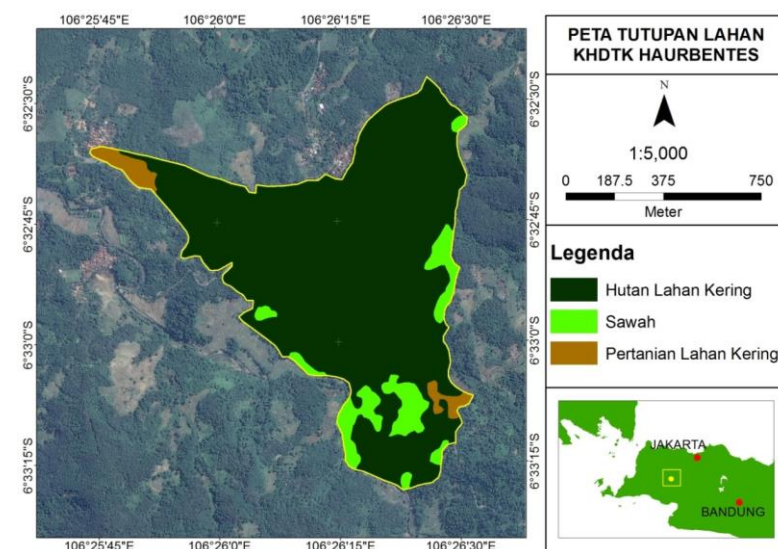 106°25'45"E 106°26'0"E 106°26'15"E 106°26'30"E
6°32'30"S
6°32'45"S
6°33'0"S
6°33'15"S
6°32'30"S
6°32'45"S
6°33'0"S
6°33'15"S
106°25'45"E 106°26'0"E 106°26'15"E 106°26'30"E
PETA TUTUPAN LAHAN
KHDTK HAURBENTES
N
1:5,000
0 187.5 375 750
Meter
Legenda
Hutan Lahan Kering
Sawah
Pertanian Lahan Kering
JAKARTA
BANDUNG